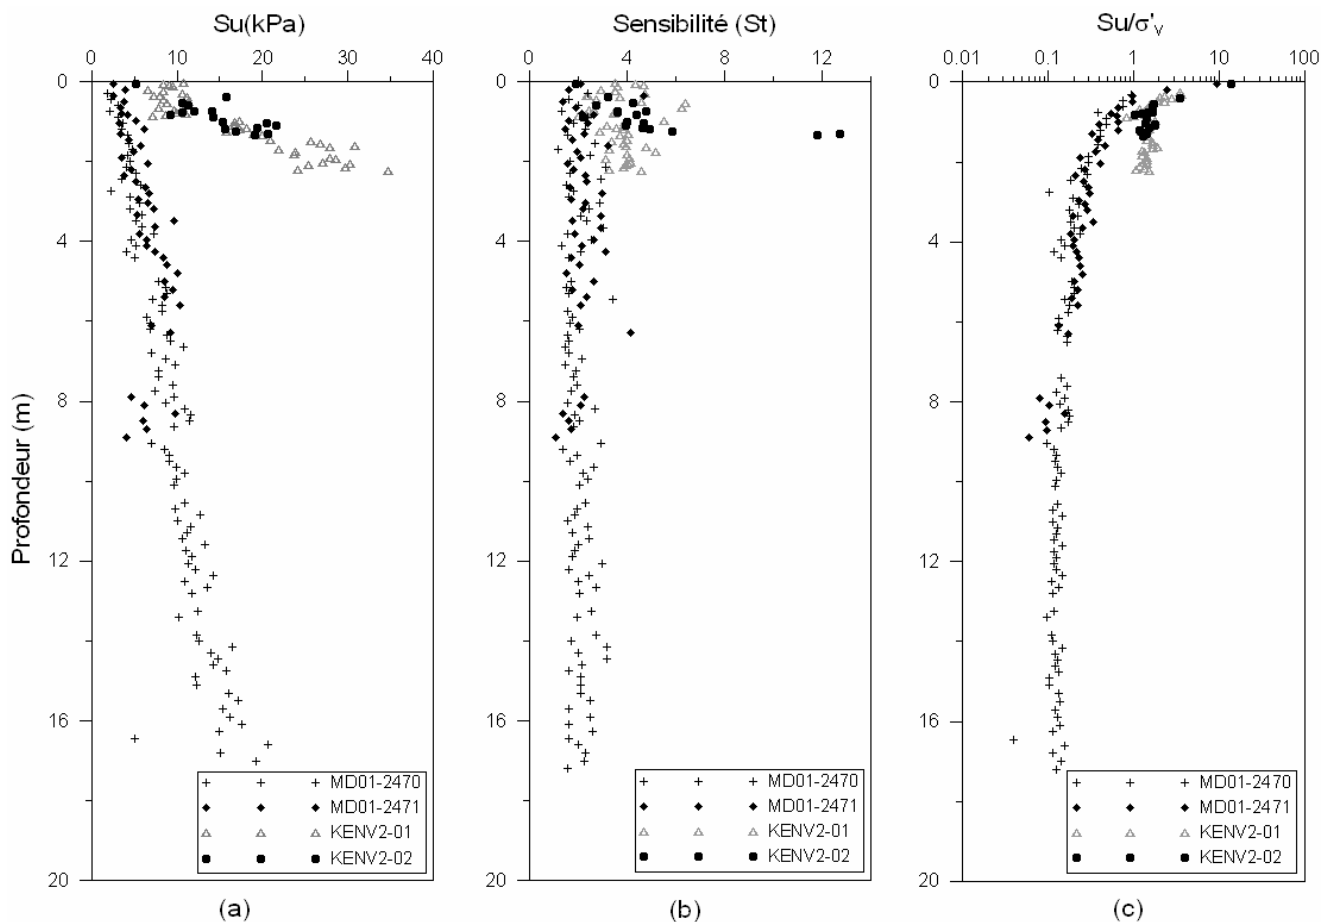 Su(kPa)
0 10 20 30 40
Sensibilité (St)
0 4 8 12
Su/σ'v
0.01 0.1 1 10 100
Profondeur (m)
0
4
8
12
16
20
MD01-2470
MD01-2471
KENV2-01
KENV2-02
(a)
0
4
8
12
16
20
MD01-2470
MD01-2471
KENV2-01
KENV2-02
(b)
0
4
8
12
16
20
MD01-2470
MD01-2471
KENV2-01
KENV2-02
(c)